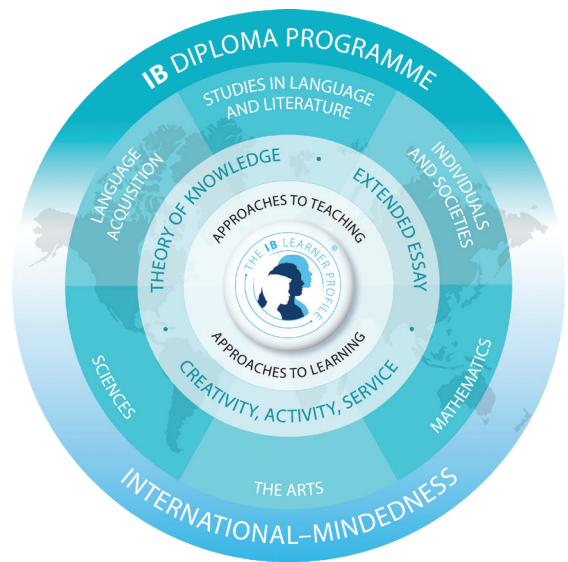 IB DIPLOMA PROGRAMME
STUDIES IN LANGUAGE
AND LITERATURE
LANGUAGE
ACQUISITION
INDIVIDUALS
AND SOCIETIES
THEORY OF KNOWLEDGE
EXTENDED ESSAY
APPROACHES TO TEACHING
THE IB LEARNER PROFILE
®
APPROACHES TO LEARNING
CREATIVITY, ACTIVITY, SERVICE
SCIENCES
MATHEMATICS
THE ARTS
INTERNATIONAL–MINDEDNESS